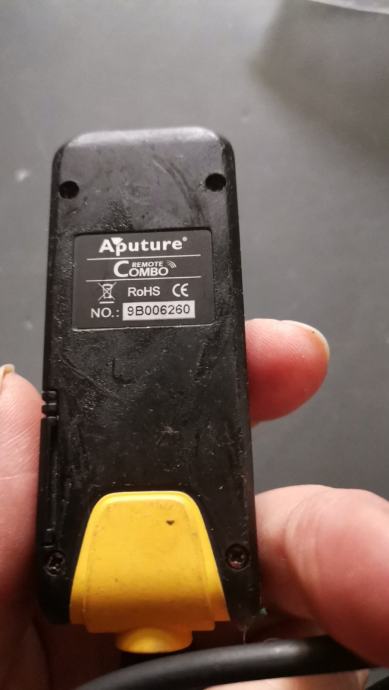 Aputure®
REMOTE
COMBO
RoHS CE
NO.: 9B006260